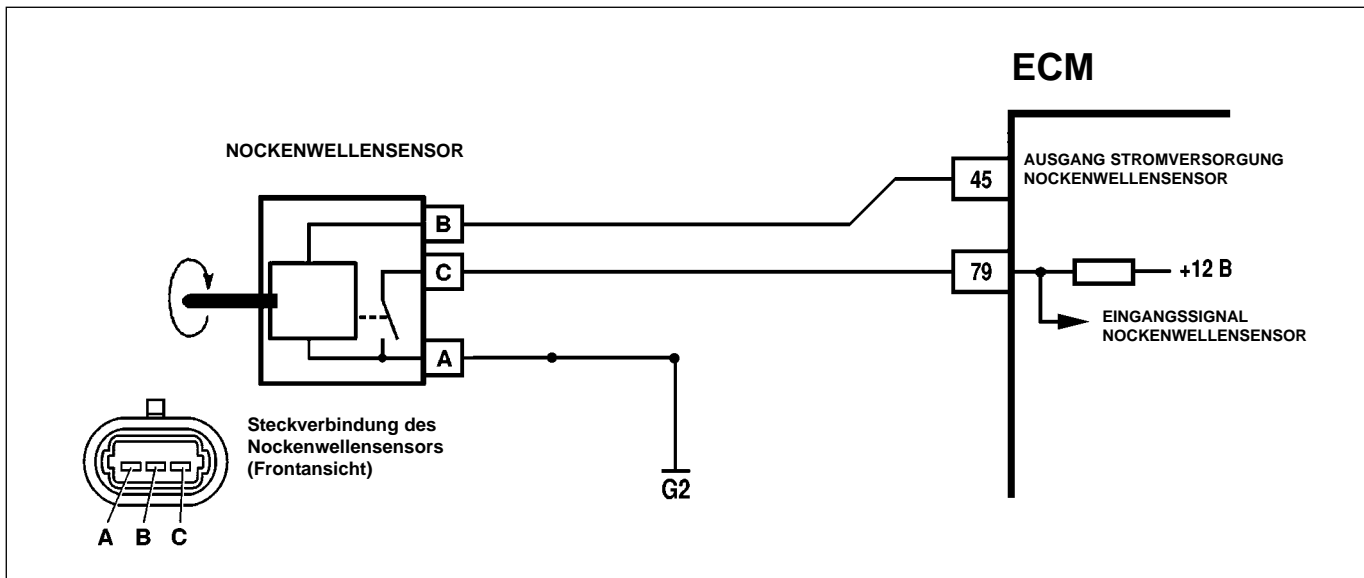 ECM
NOCKENWELLENSENSOR
AUSGANG STROMVERSORGUNG
NOCKENWELLENSENSOR
45
B
C
79
+12 B
EINGANGSSIGNAL
NOCKENWELLENSENSOR
A
Steckverbindung des
Nockenwellensensors
(Frontansicht)
G2
A B C